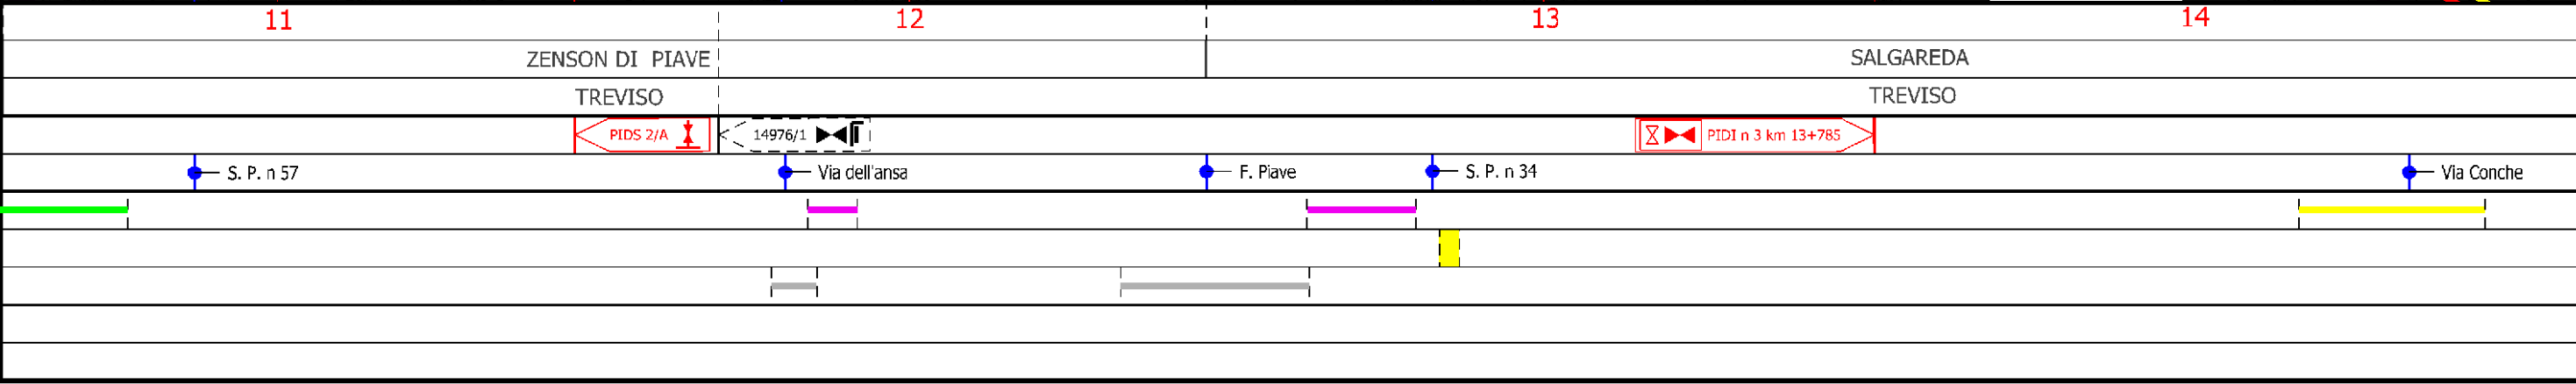 11 12 13 14
ZENSON DI PIAVE SALGAREDA
TREVISO TREVISO
PIDS 2/A 14976/1 PIDI n 3 km 13+785
S. P. n 57 Via dell'ansa F. Piave S. P. n 34 Via Conche